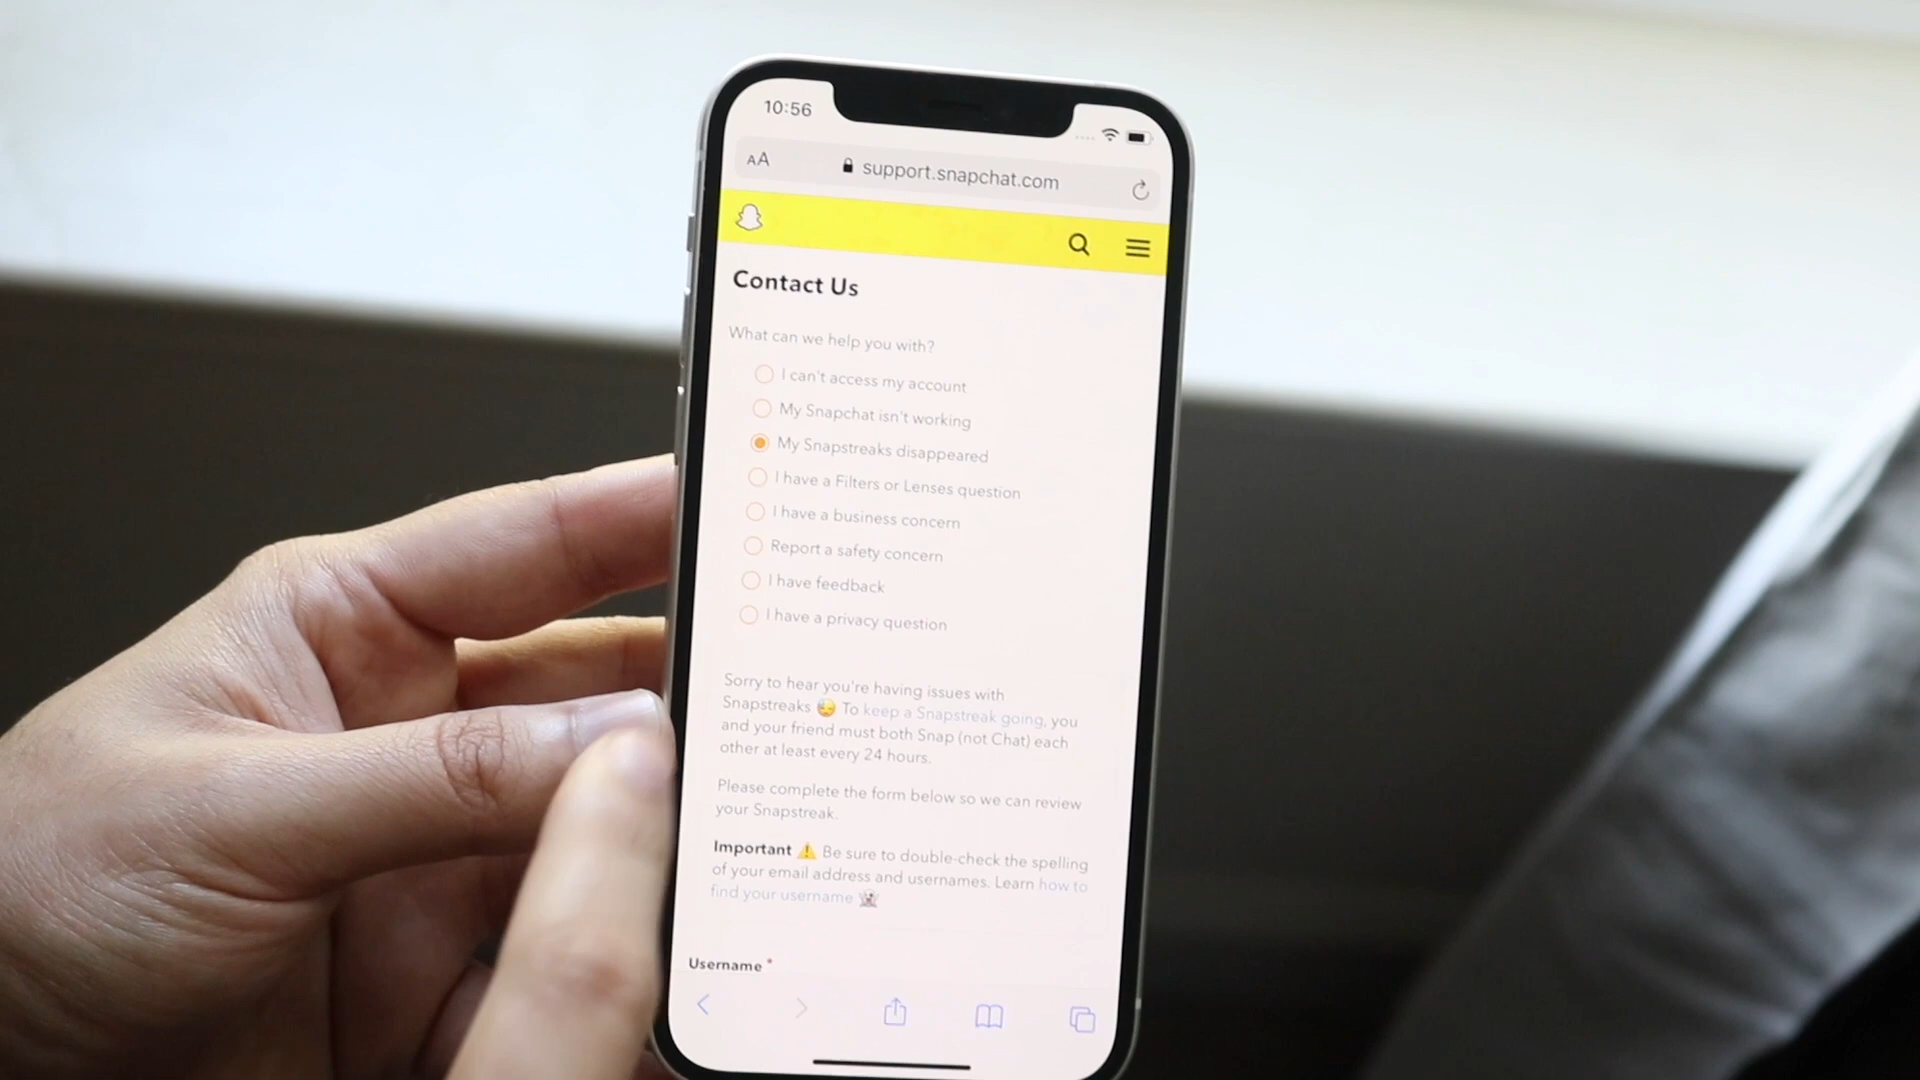 10:56
AA support.snapchat.com
Contact Us
What can we help you with?
I can't access my account
My Snapchat isn't working
My Snapstreaks disappeared
I have a Filters or Lenses question
I have a business concern
Report a safety concern
I have feedback
I have a privacy question
Sorry to hear you're having issues with
Snapstreaks 😓 To keep a Snapstreak going, you
and your friend must both Snap (not Chat) each
other at least every 24 hours.
Please complete the form below so we can review
your Snapstreak.
Important ⚠️ Be sure to double-check the spelling
of your email address and usernames. Learn how to
find your username
Username *